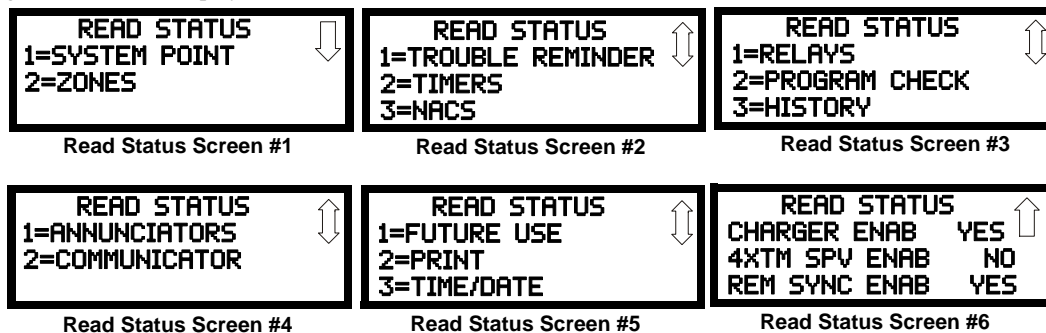 READ STATUS
1=SYSTEM POINT
2=ZONES
Read Status Screen #1
READ STATUS
1=TROUBLE REMINDER
2=TIMERS
3=NACS
Read Status Screen #2
READ STATUS
1=RELAYS
2=PROGRAM CHECK
3=HISTORY
Read Status Screen #3
READ STATUS
1=ANNUNCIATORS
2=COMMUNICATOR
Read Status Screen #4
READ STATUS
1=FUTURE USE
2=PRINT
3=TIME/DATE
Read Status Screen #5
READ STATUS
CHARGER ENAB YES
4XTM SPV ENAB NO
REM SYNC ENAB YES
Read Status Screen #6